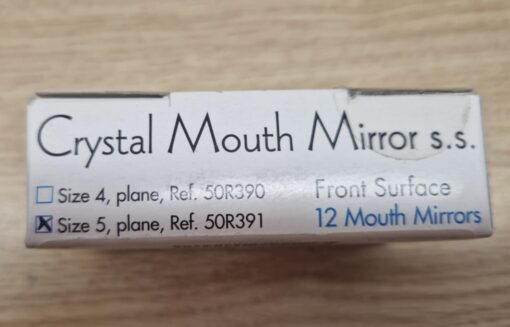 Crystal Mouth Mirror s.s.
Size 4, plane, Ref. 50R390 Front Surface
Size 5, plane, Ref. 50R391 12 Mouth Mirrors